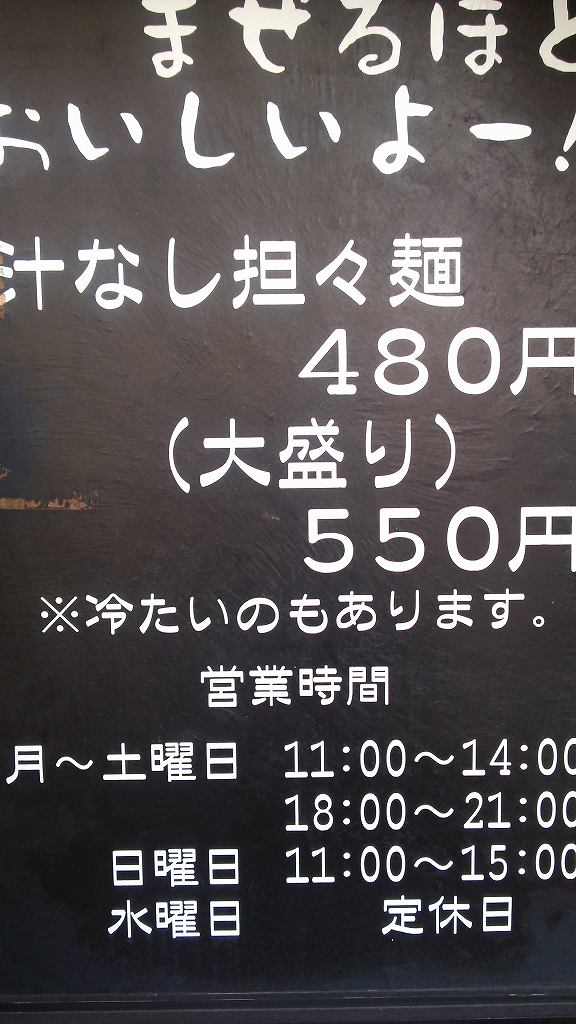 まぜるほど
おいしいよー!
汁なし担々麺
480円
(大盛り)
550円
※冷たいのもあります。
営業時間
月〜土曜日 11:00〜14:00
18:00〜21:00
日曜日 11:00〜15:00
水曜日 定休日